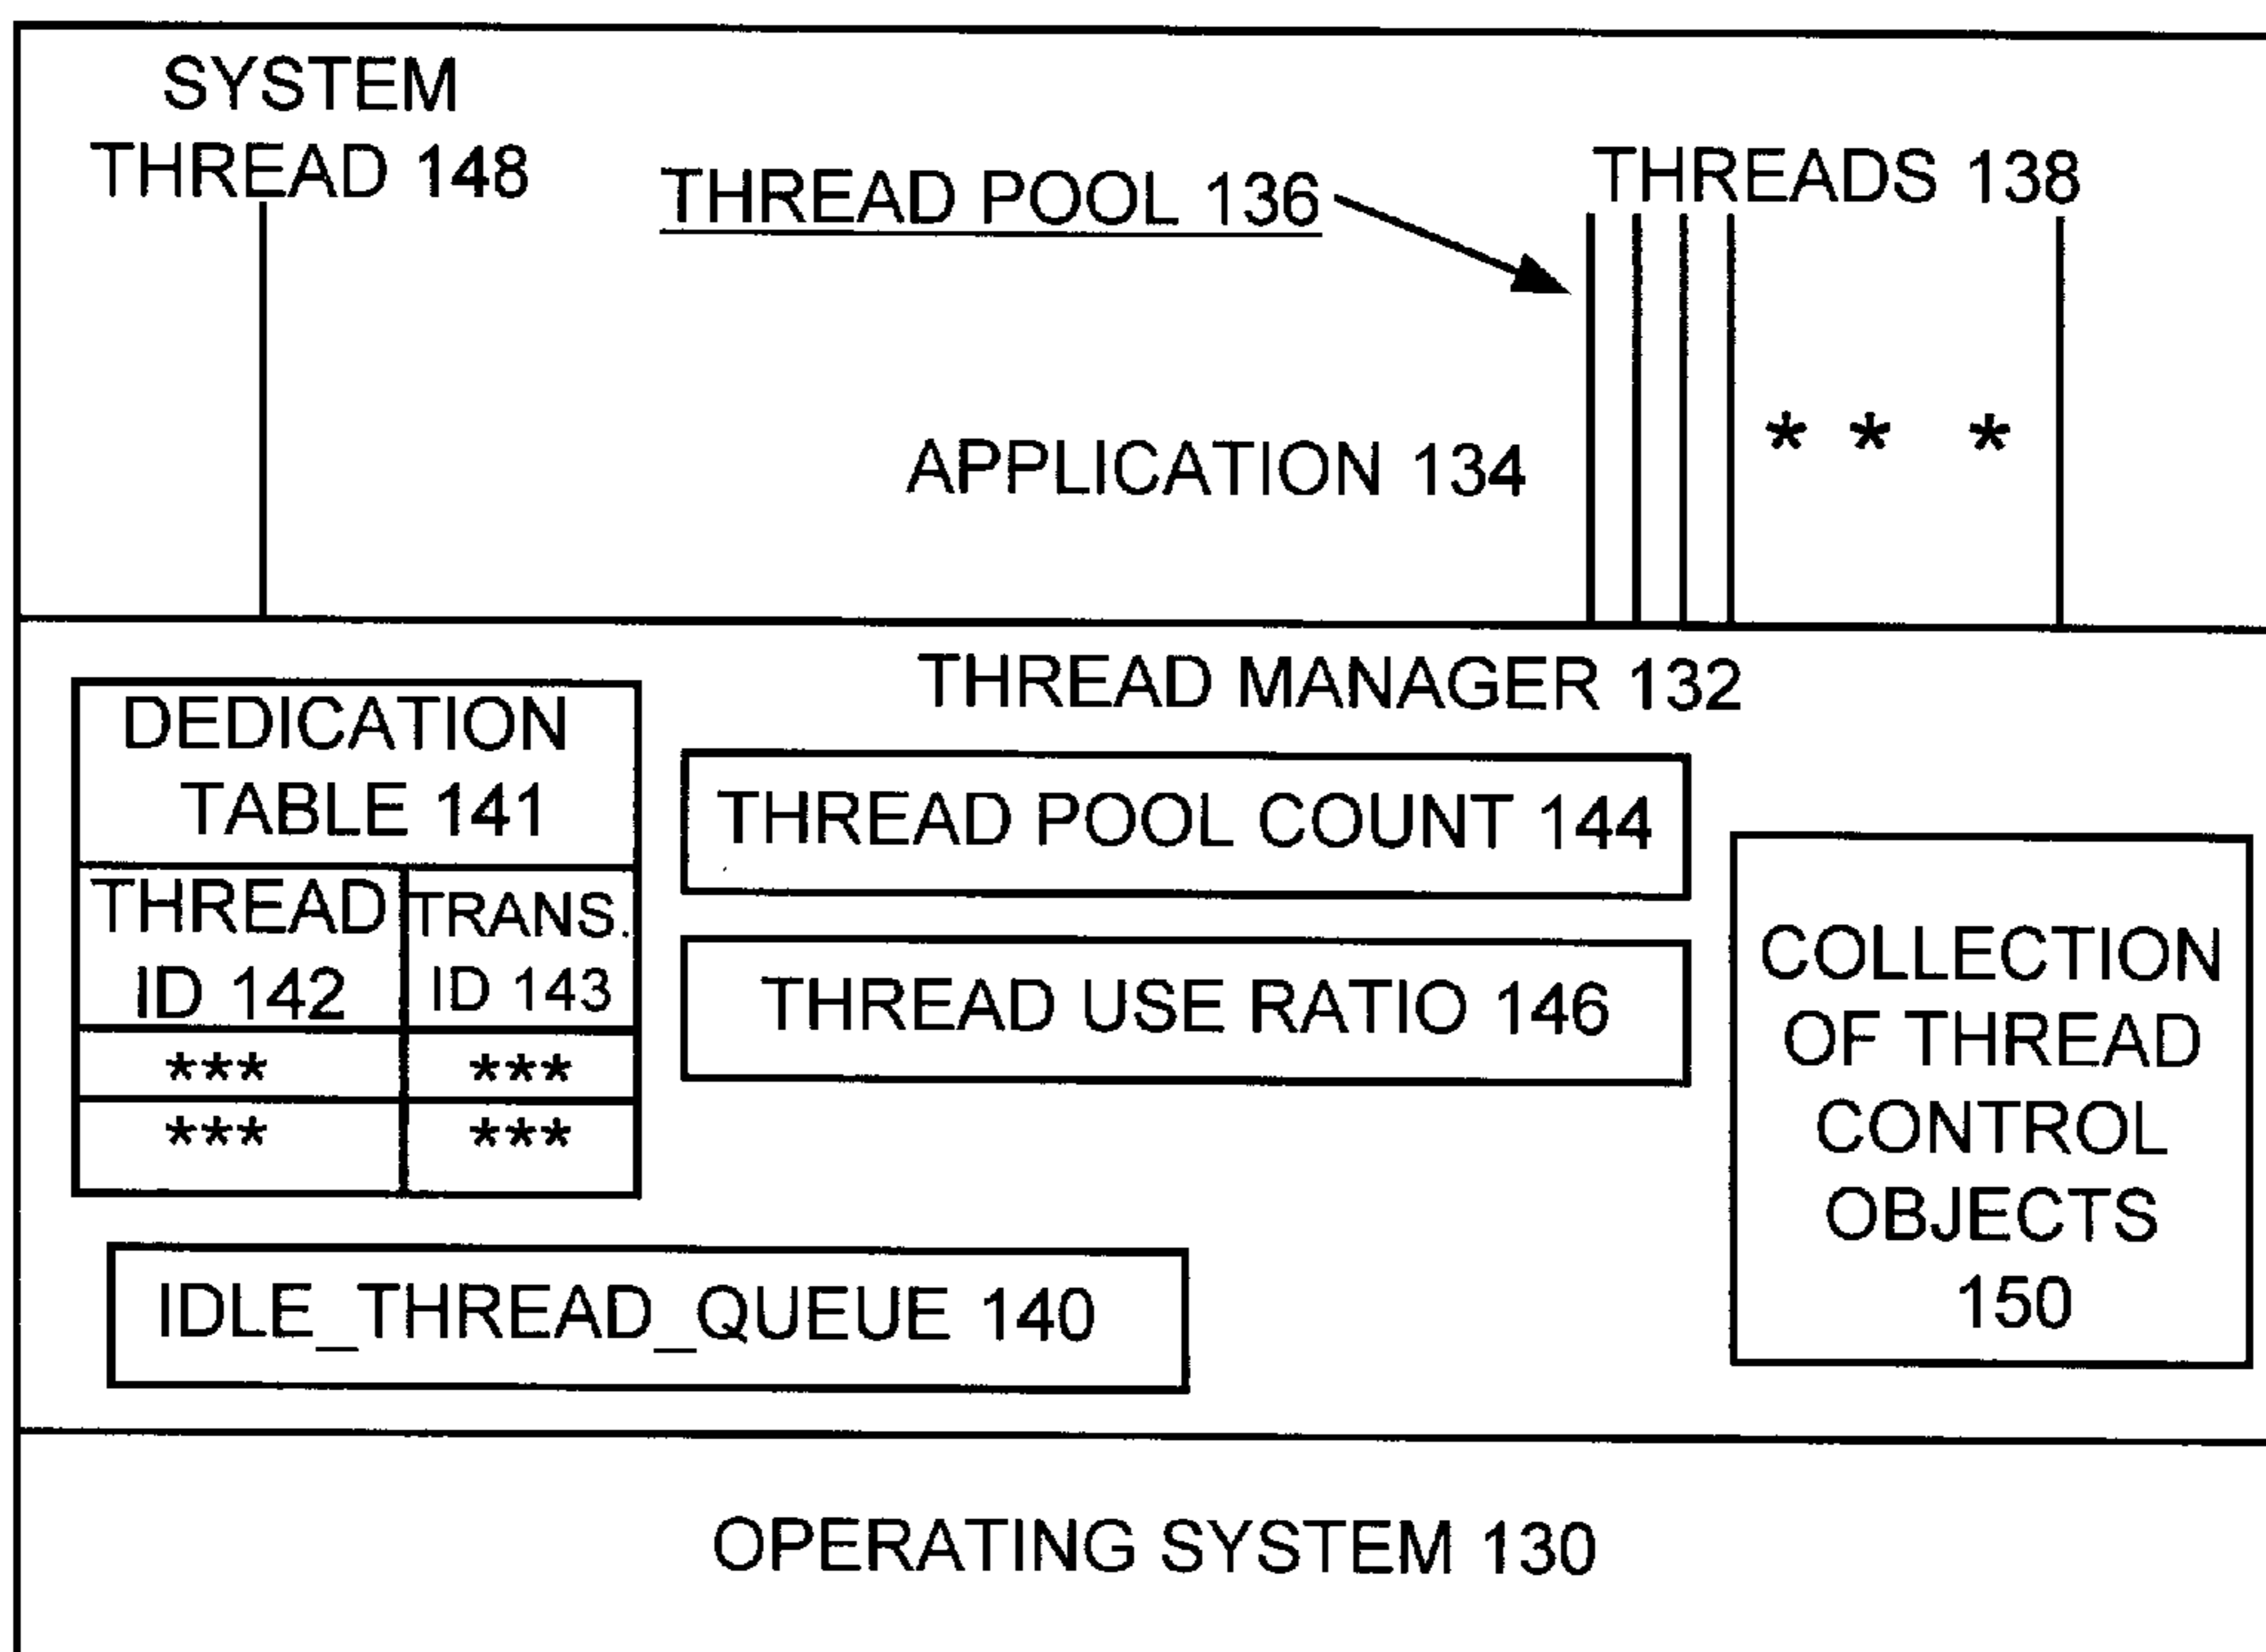 SYSTEM
THREAD 148
THREAD POOL 136
THREADS 138
* * *
APPLICATION 134
THREAD MANAGER 132
DEDICATION
TABLE 141
THREAD
ID 142
TRANS.
ID 143
*** ***
*** ***
THREAD POOL COUNT 144
THREAD USE RATIO 146
COLLECTION
OF THREAD
CONTROL
OBJECTS
150
IDLE_THREAD_QUEUE 140
OPERATING SYSTEM 130